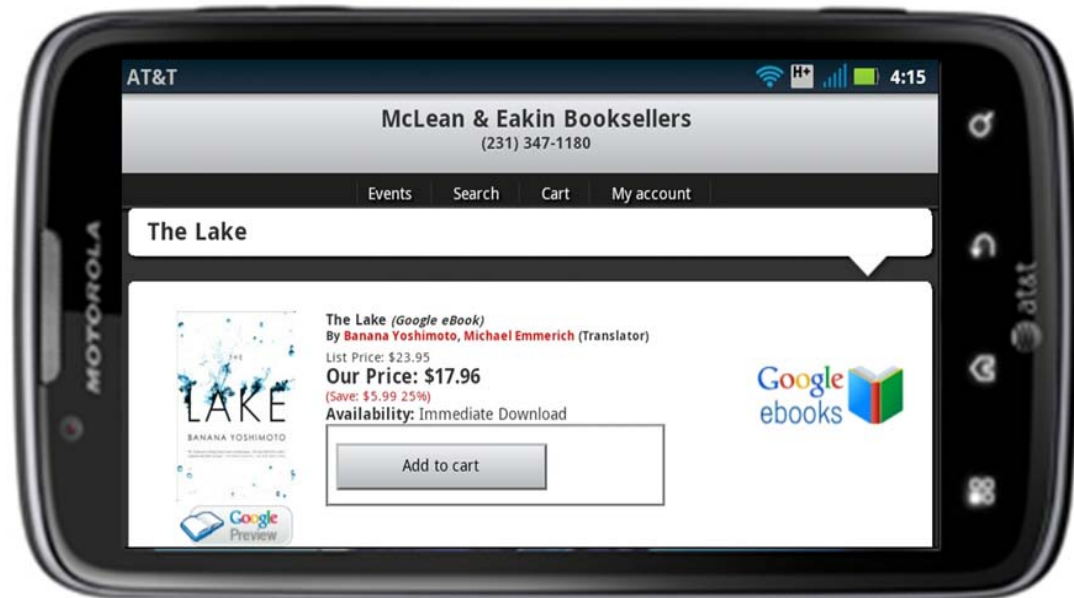 AT&T
H+
4:15
McLean & Eakin Booksellers
(231) 347-1180
Events Search Cart My account
The Lake
The Lake (Google eBook)
By Banana Yoshimoto, Michael Emmerich (Translator)
List Price: $23.95
Our Price: $17.96
(Save: $5.99 25%)
Availability: Immediate Download
Add to cart
THE
LAKE
BANANA YOSHIMOTO
Google
Preview
Google
ebooks
MOTOROLA
at&t